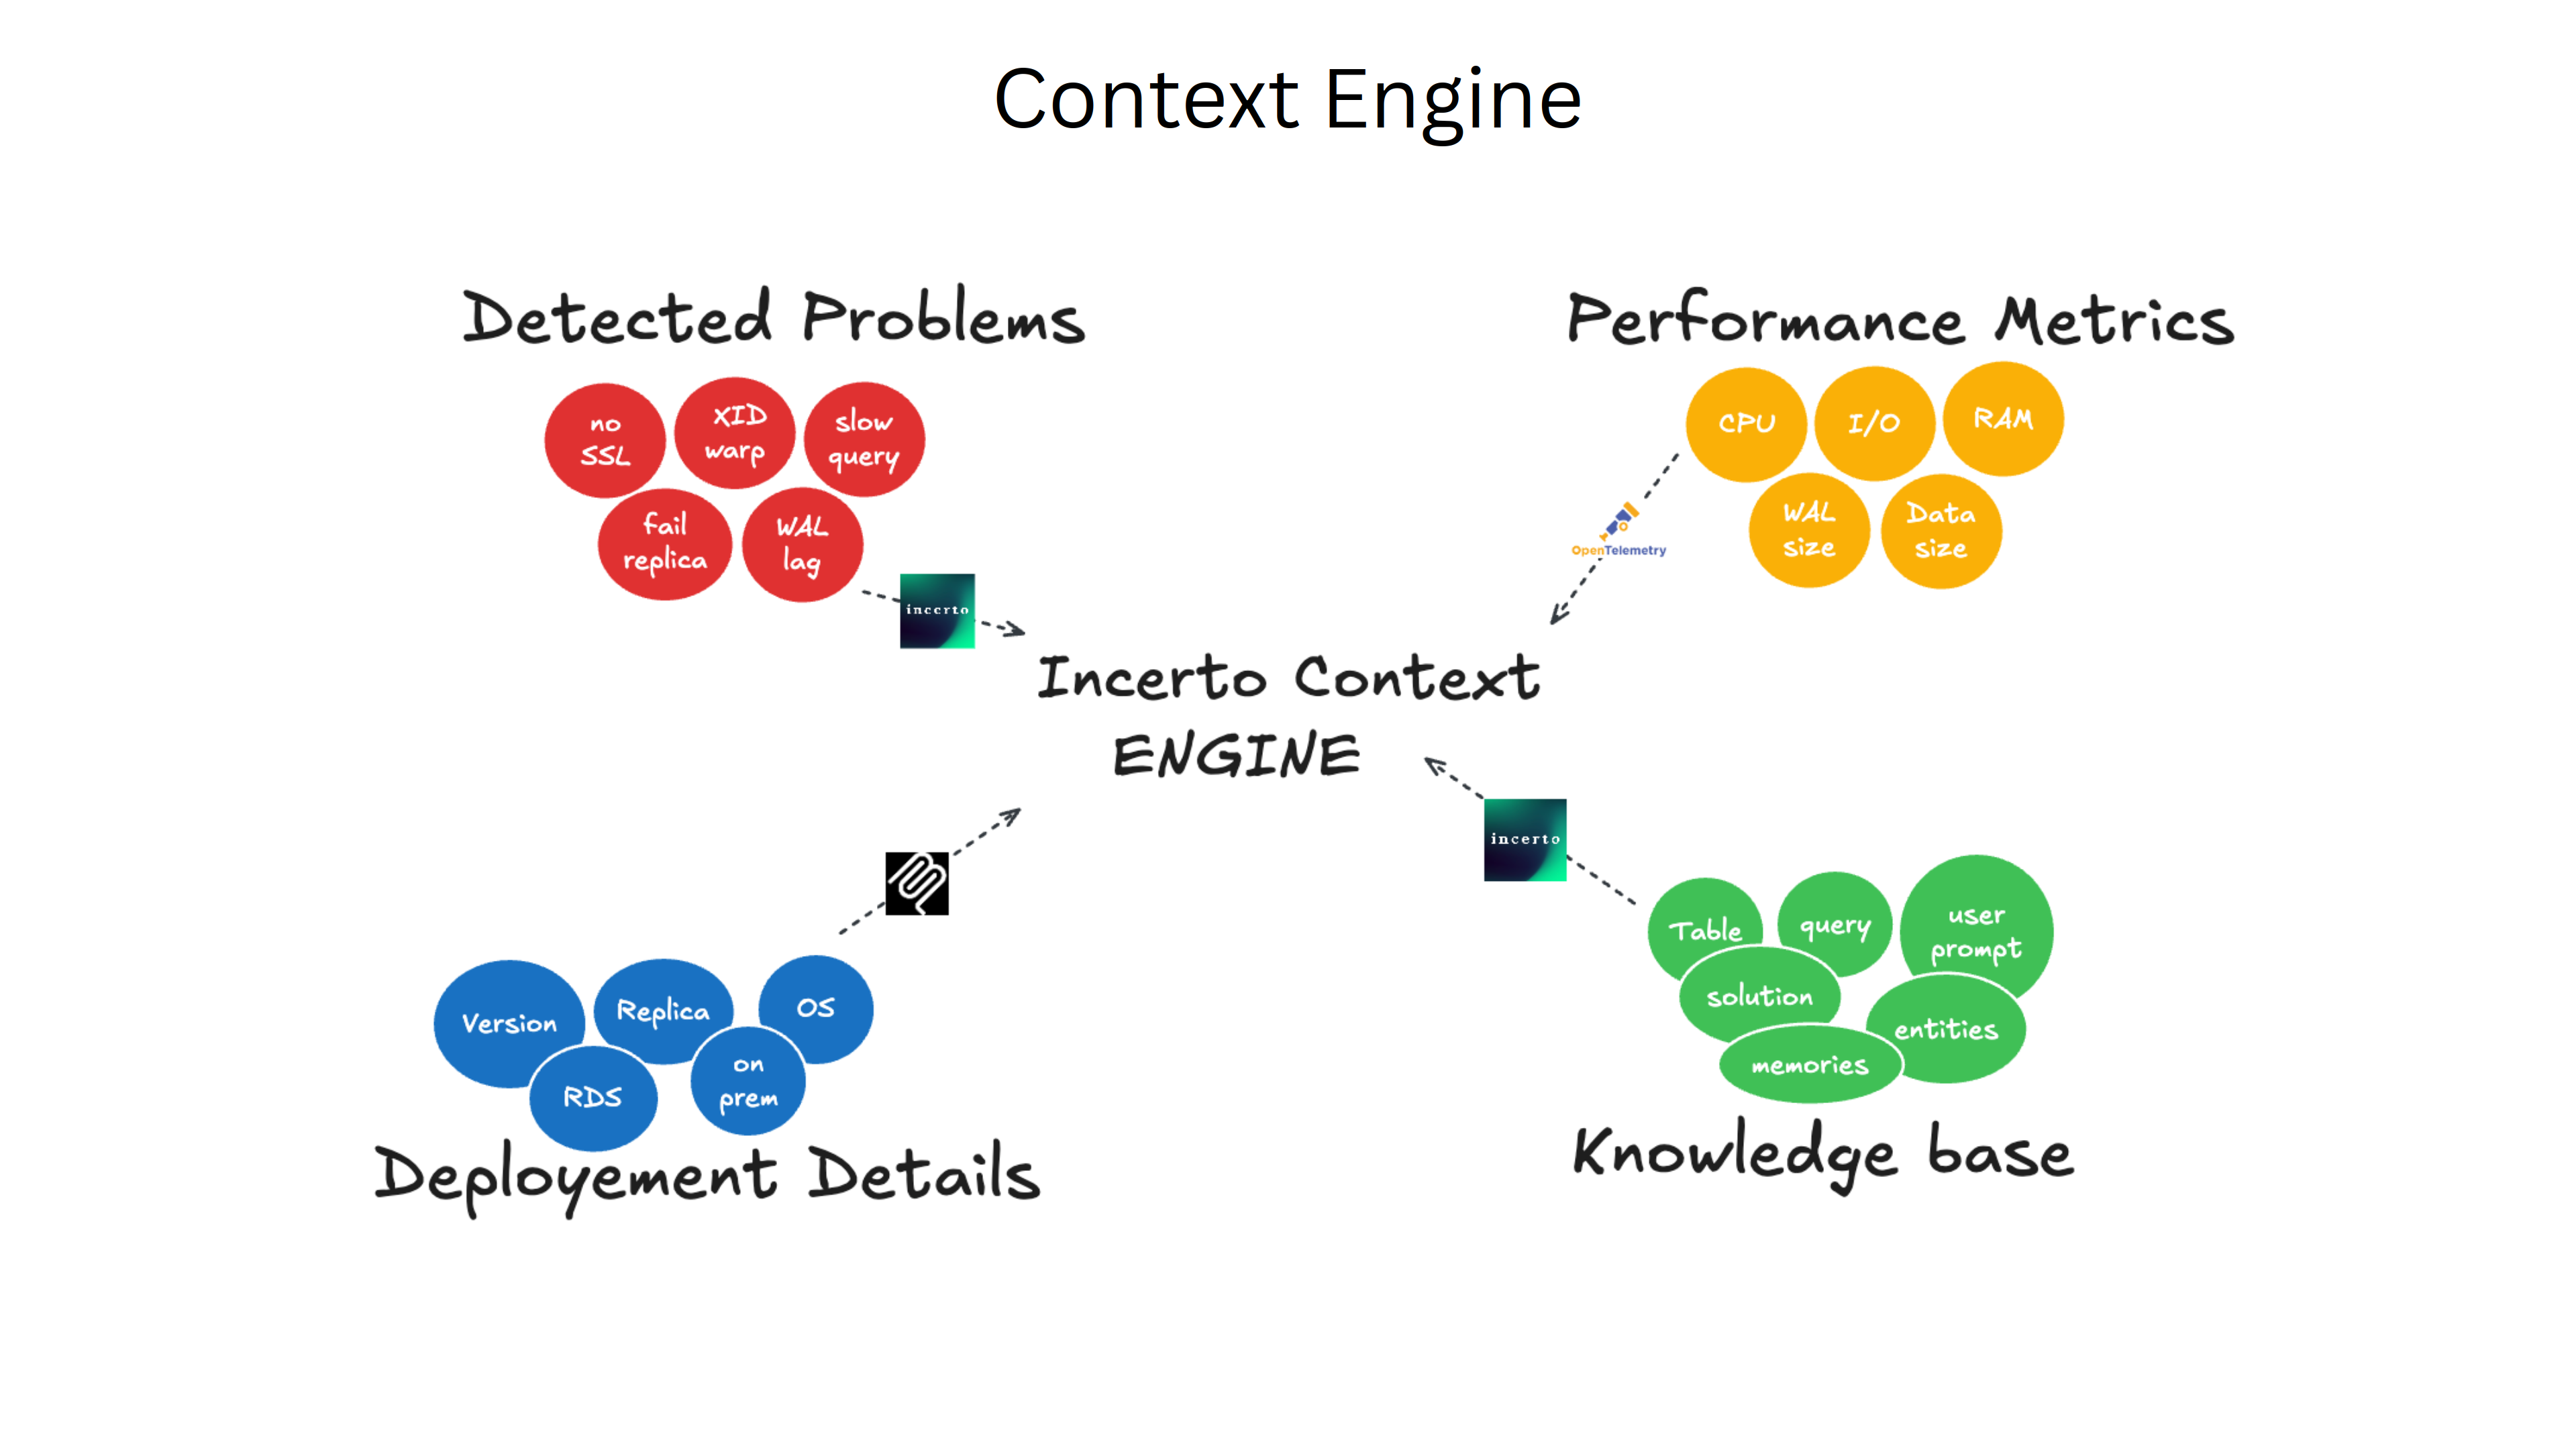 Context Engine
Detected Problems
no
SSL
XID
warp
slow
query
fail
replica
WAL
lag
incerto
Performance Metrics
CPU
I/O
RAM
WAL
size
Data
size
OpenTelemetry
Incerto Context
ENGINE
Version
Replica
OS
RDS
on
prem
Deployement Details
incerto
Table
query
user
prompt
solution
entities
memories
Knowledge base